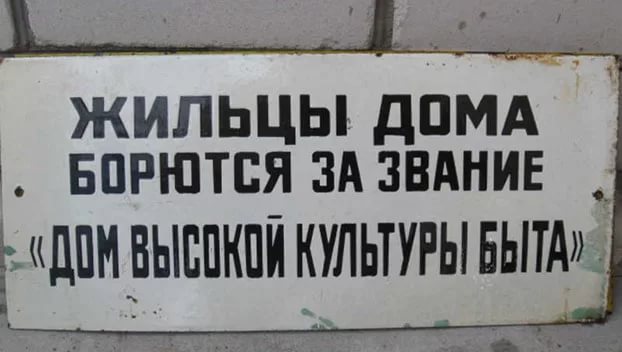 ЖИЛЬЦЫ ДОМА
БОРЮТСЯ ЗА ЗВАНИЕ
«ДОМ ВЫСОКОЙ КУЛЬТУРЫ БЫТА»